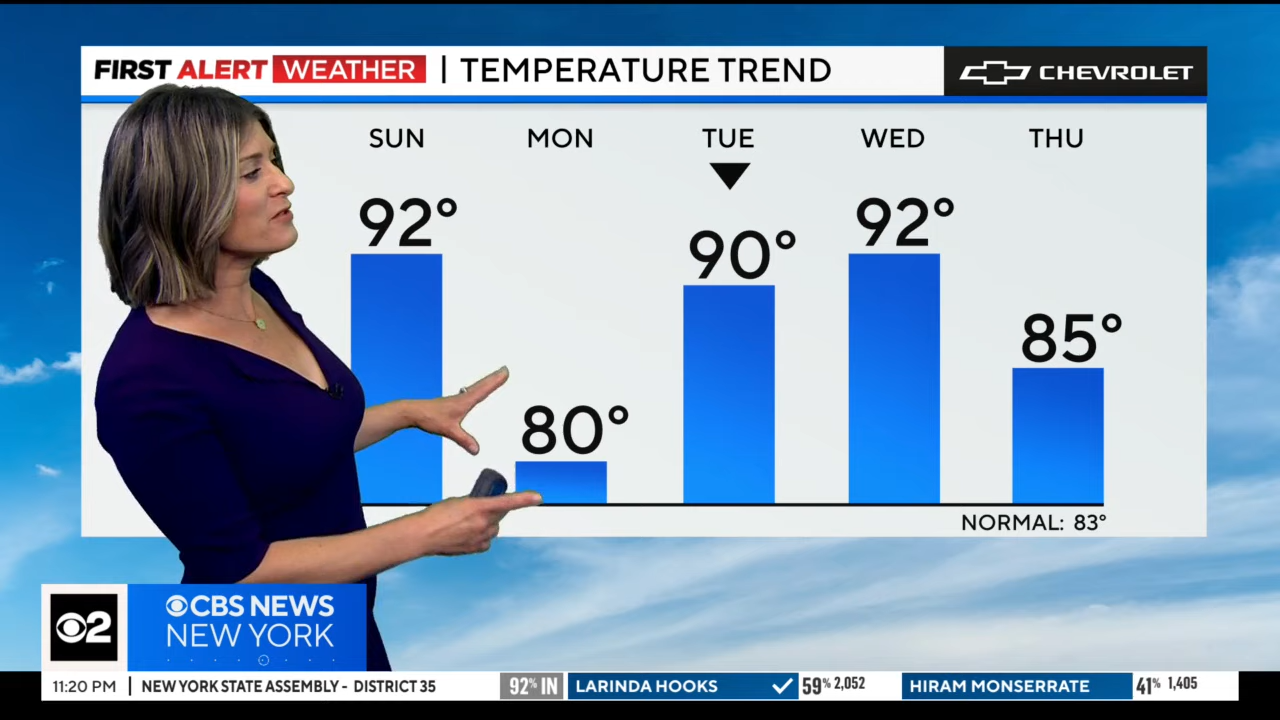 FIRST ALERT WEATHER | TEMPERATURE TREND
CHEVROLET
SUN MON TUE WED THU
92° 80° 90° 92° 85°
NORMAL: 83°
2
CBS NEWS
NEW YORK
11:20 PM | NEW YORK STATE ASSEMBLY - DISTRICT 35 92% IN LARINDA HOOKS 59% 2,052 HIRAM MONSERRATE 41% 1,405